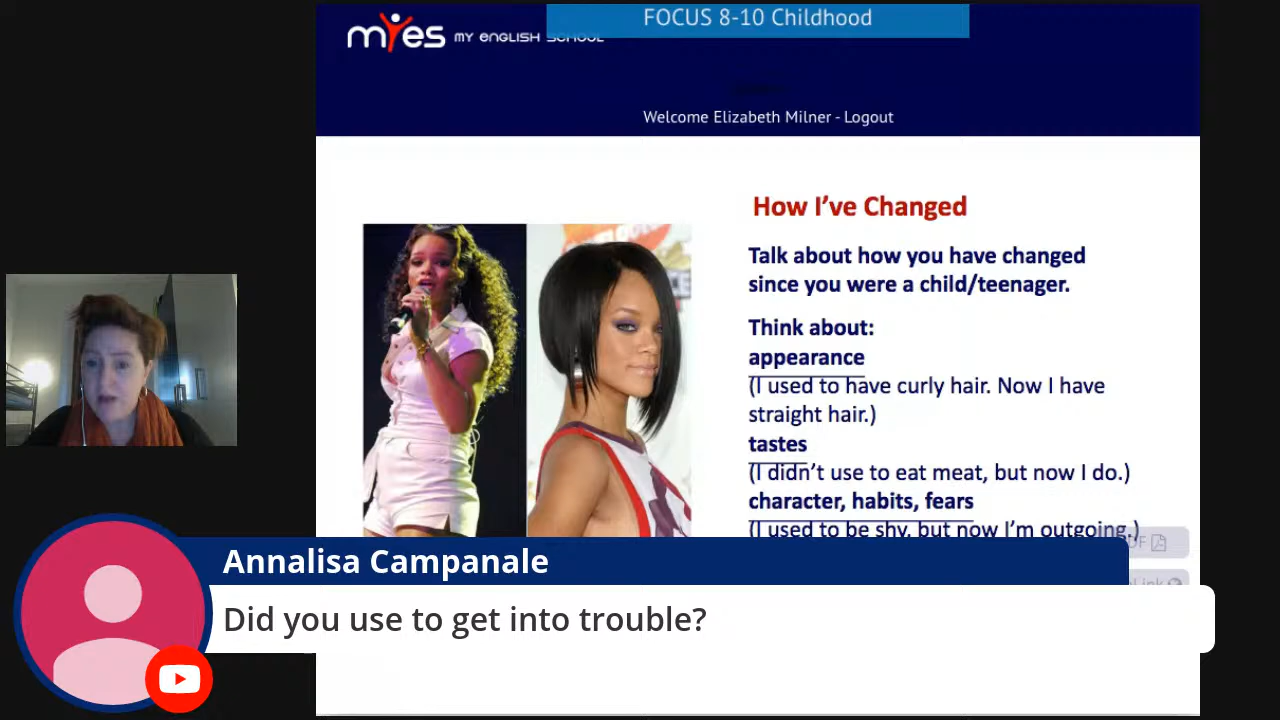 FOCUS 8-10 Childhood
myes MY ENGLISH SCHOOL
Welcome Elizabeth Milner - Logout
How I've Changed
Talk about how you have changed
since you were a child/teenager.
Think about:
appearance
(I used to have curly hair. Now I have
straight hair.)
tastes
(I didn't use to eat meat, but now I do.)
character, habits, fears
(I used to be shy, but now I'm outgoing.)
Annalisa Campanale
Did you use to get into trouble?